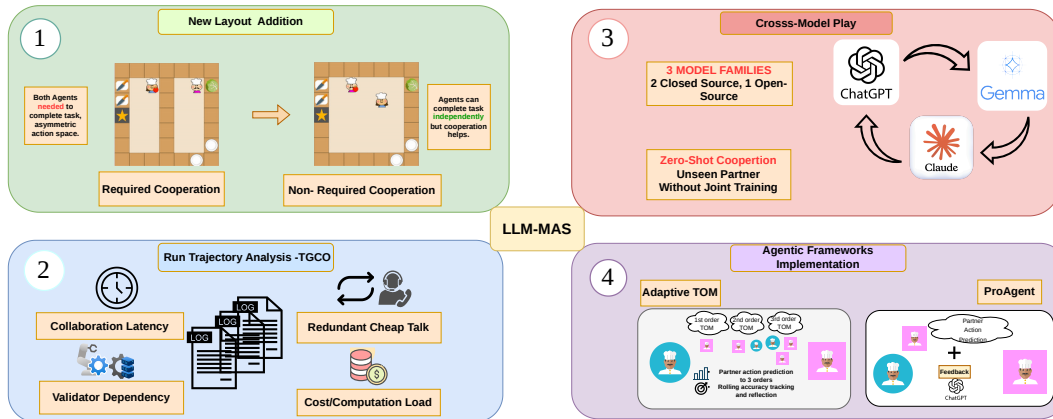 New Layout Addition
1
Both Agents
needed to
complete task,
asymmetric
action space.
Agents can
complete task
independently
but cooperation
helps.
Required Cooperation
Non- Required Cooperation
Crosss-Model Play
3
3 MODEL FAMILIES
2 Closed Source, 1 Open-
Source
ChatGPT
Gemma
Claude
Zero-Shot Coopertion
Unseen Partner
Without Joint Training
LLM-MAS
Run Trajectory Analysis -TGCO
2
Collaboration Latency
LOG
LOG
LOG
Redundant Cheap Talk
Validator Dependency
Cost/Computation Load
Agentic Frameworks
Implementation
4
Adaptive TOM
1st order
TOM
2nd order
TOM
3rd order
TOM
Partner action prediction
to 3 orders
Rolling accuracy tracking
and reflection
ProAgent
Partner
Action
Prediction
+
Feedback
ChatGPT